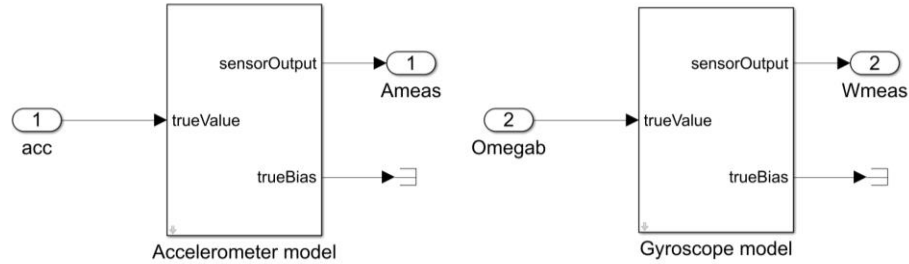 sensorOutput
1
Ameas
1
trueValue
acc
trueBias
Accelerometer model
sensorOutput
2
Wmeas
2
trueValue
Omegab
trueBias
Gyroscope model